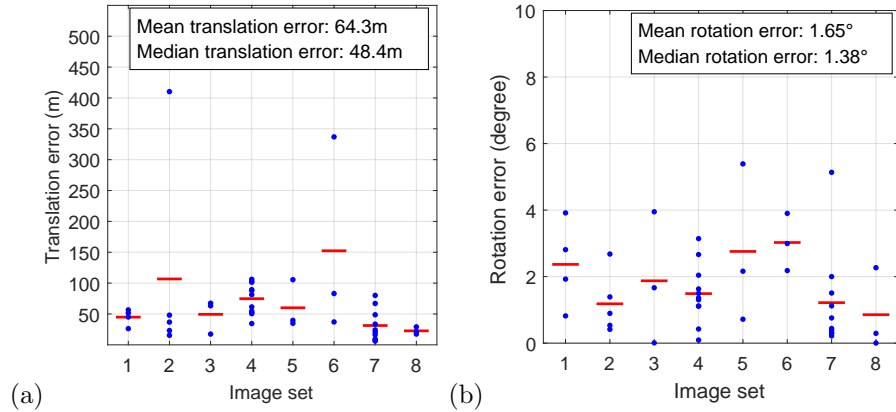 Mean translation error: 64.3m
Median translation error: 48.4m
500
450
400
350
300
250
200
150
100
50
Translation error (m)
1 2 3 4 5 6 7 8
Image set
(a)
Mean rotation error: 1.65°
Median rotation error: 1.38°
10
8
6
4
2
0
Rotation error (degree)
1 2 3 4 5 6 7 8
Image set
(b)